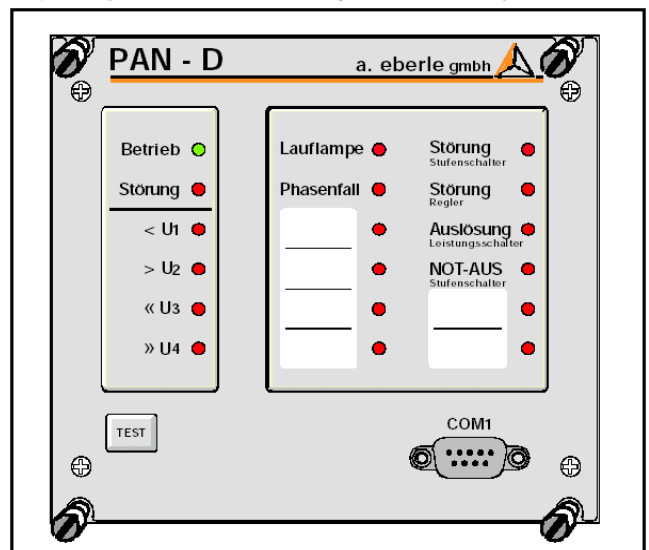 PAN - D
a. eberle gmbh
Betrieb
Störung
< U1
> U2
« U3
» U4
Lauflampe
Phasenfall
Störung
Stufenschalter
Störung
Regler
Auslösung
Leistungsschalter
NOT-AUS
Stufenschalter
TEST
COM1